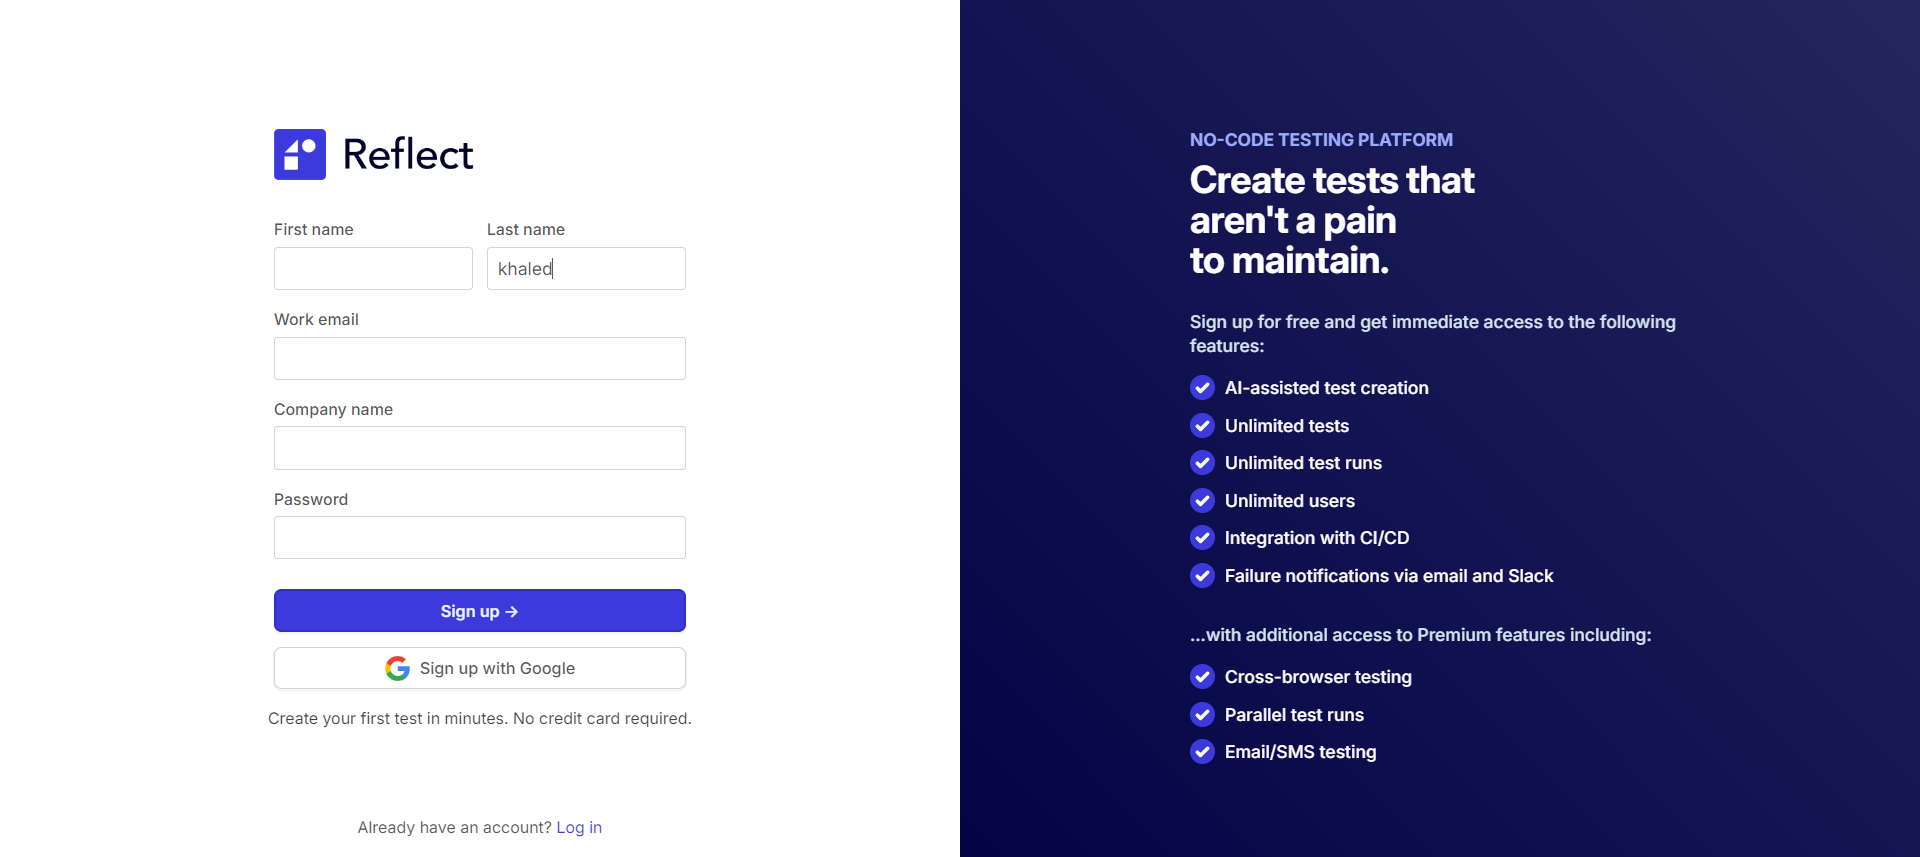 Reflect
First name
Last name
khaled
Work email
Company name
Password
Sign up →
Sign up with Google
Create your first test in minutes. No credit card required.
Already have an account? Log in
NO-CODE TESTING PLATFORM
Create tests that
aren't a pain
to maintain.
Sign up for free and get immediate access to the following
features:
AI-assisted test creation
Unlimited tests
Unlimited test runs
Unlimited users
Integration with CI/CD
Failure notifications via email and Slack
...with additional access to Premium features including:
Cross-browser testing
Parallel test runs
Email/SMS testing